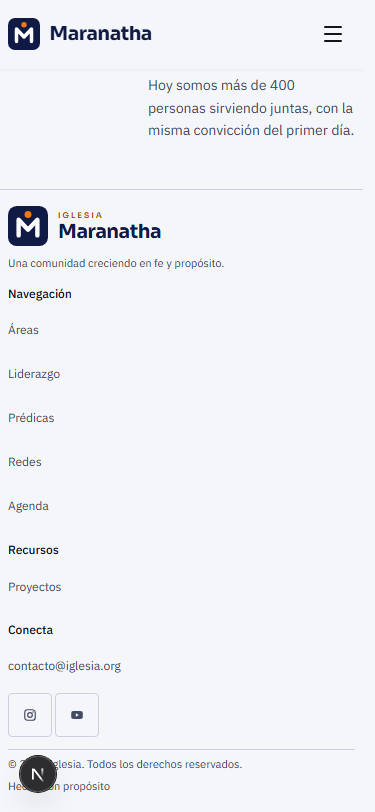 Maranatha
Hoy somos más de 400
personas sirviendo juntas, con la
misma convicción del primer día.
IGLESIA
Maranatha
Una comunidad creciendo en fe y propósito.
Navegación
Áreas
Liderazgo
Prédicas
Redes
Agenda
Recursos
Proyectos
Conecta
contacto@iglesia.org
© Iglesia. Todos los derechos reservados.
propósito